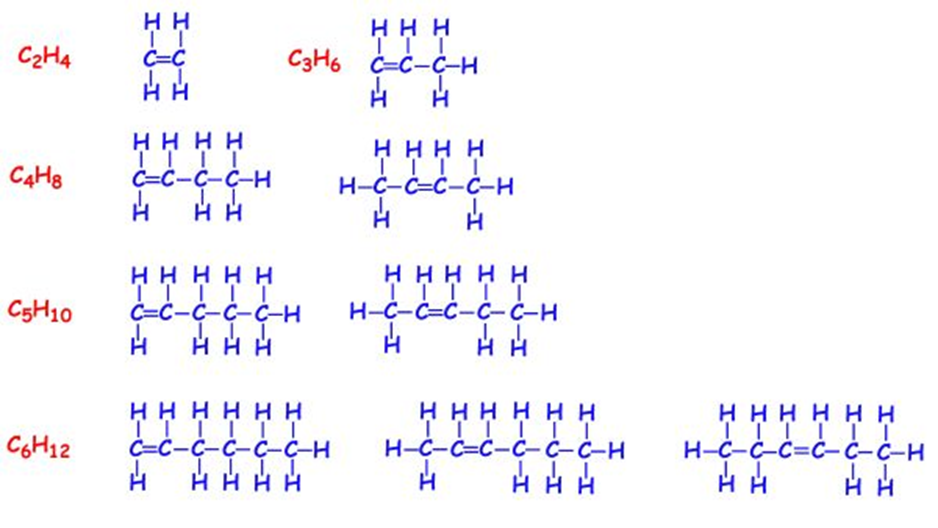 C₂H₄
H H
C=C
H H
C₃H₆
H H H
C=C-C-H
H H
C₄H₈
H H H H
C=C-C-C-H
H H H
H H H H
H-C-C=C-C-H
H H
C₅H₁₀
H H H H H
C=C-C-C-C-H
H H H H
H H H H H
H-C-C=C-C-C-H
H H H
C₆H₁₂
H H H H H H
C=C-C-C-C-C-H
H H H H H
H H H H H H
H-C-C=C-C-C-C-H
H H H H
H H H H H H
H-C-C-C=C-C-C-H
H H H H